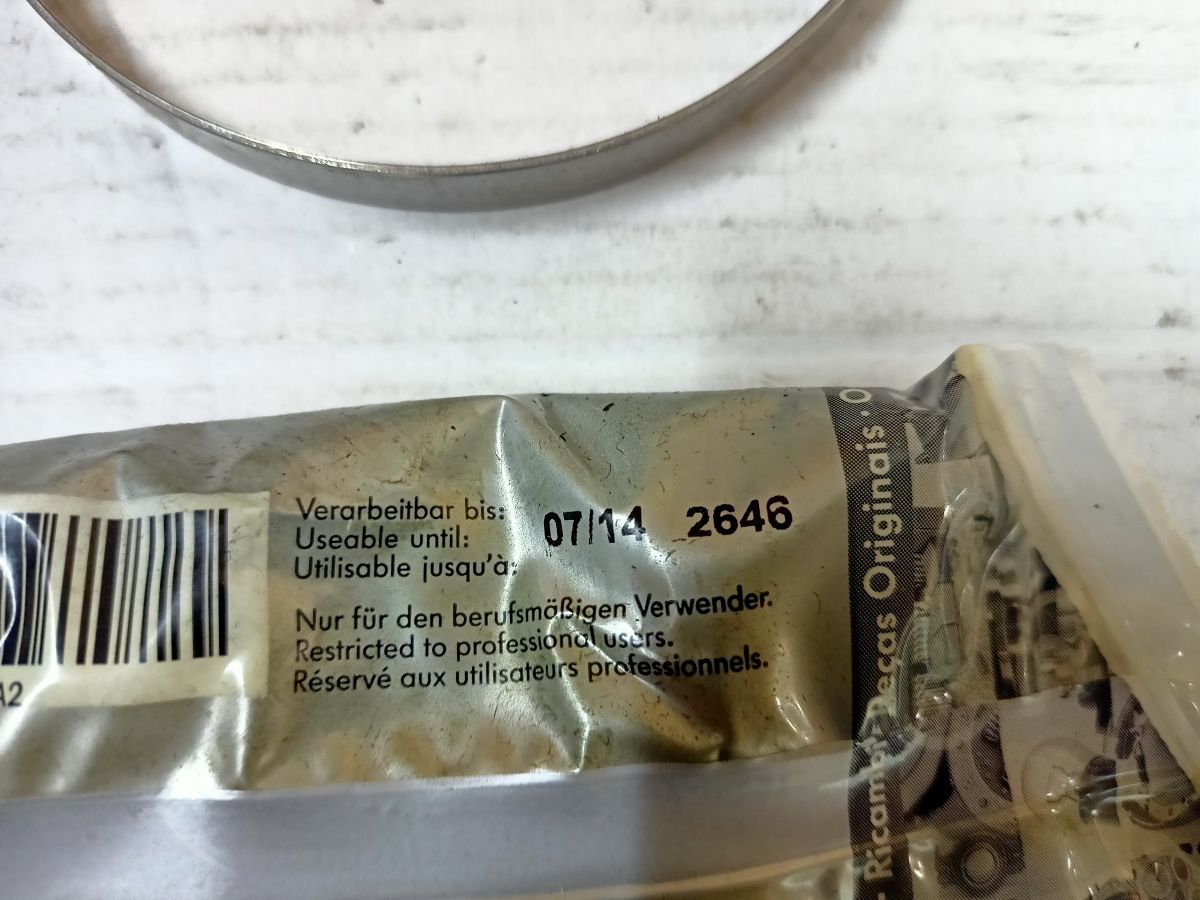 Verarbeitbar bis:
Useable until:
Utilisable jusqu'à:
07/14 2646
Nur für den berufsmäßigen Verwender.
Restricted to professional users.
Réservé aux utilisateurs professionnels.
A2
- Ricambi Peças Originais · O